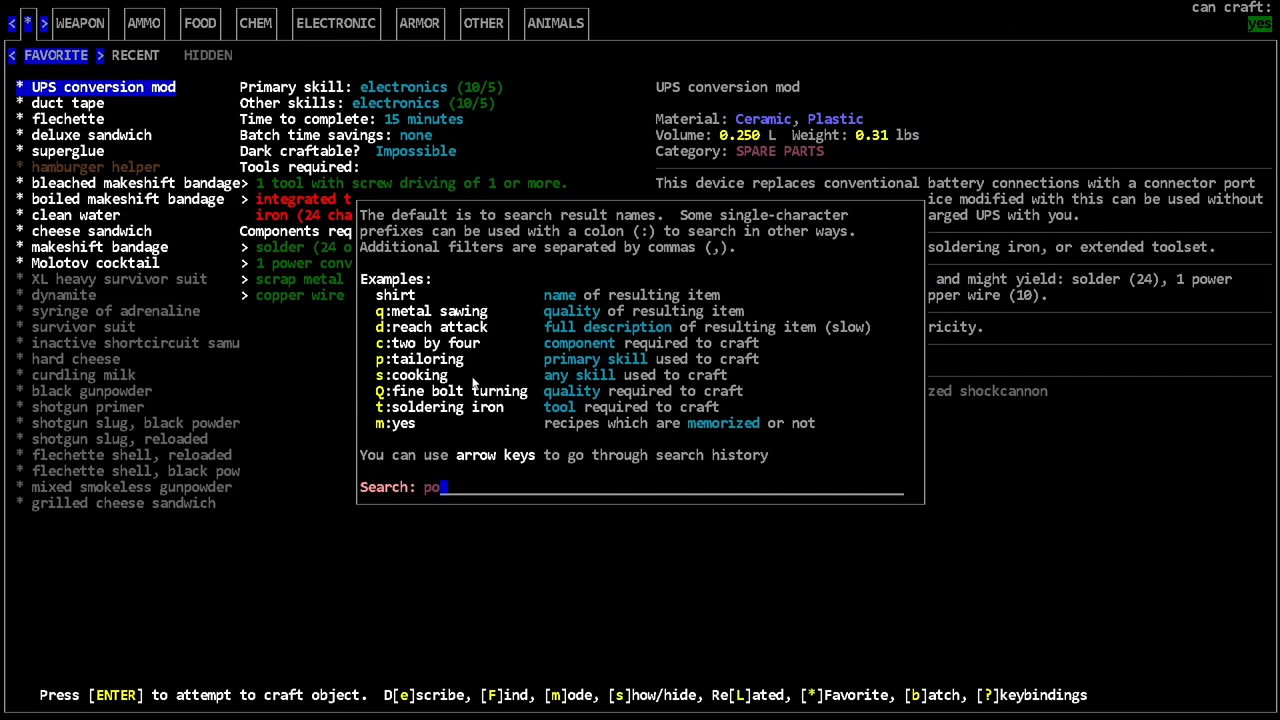 can craft:
< * > WEAPON AMMO FOOD CHEM ELECTRONIC ARMOR OTHER ANIMALS yes
< FAVORITE > RECENT HIDDEN
* UPS conversion mod Primary skill: electronics (10/5) UPS conversion mod
* duct tape Other skills: electronics (10/5)
* flechette Time to complete: 15 minutes Material: Ceramic, Plastic
* deluxe sandwich Batch time savings: none Volume: 0.250 L Weight: 0.31 lbs
* superglue Dark craftable? Impossible Category: SPARE PARTS
* hamburger helper Tools required:
* bleached makeshift bandage> 1 tool with screw driving of 1 or more. This device replaces conventional battery connections with a connector port
* boiled makeshift bandage > integrated t ice modified with this can be used without
* clean water iron (24 cha The default is to search result names. Some single-character arged UPS with you.
* cheese sandwich Components req prefixes can be used with a colon (:) to search in other ways.
* makeshift bandage > solder (24 o Additional filters are separated by commas (,). soldering iron, or extended toolset.
* Molotov cocktail > 1 power conv
* XL heavy survivor suit > scrap metal Examples: and might yield: solder (24), 1 power
* dynamite > copper wire shirt name of resulting item pper wire (10).
* syringe of adrenaline q:metal sawing quality of resulting item
* survivor suit d:reach attack full description of resulting item (slow) ricity.
* inactive shortcircuit samu c:two by four component required to craft
* hard cheese p:tailoring primary skill used to craft
* curdling milk s:cooking any skill used to craft
* black gunpowder Q:fine bolt turning quality required to craft zed shockcannon
* shotgun primer t:soldering iron tool required to craft
* shotgun slug, black powder m:yes recipes which are memorized or not
* shotgun slug, reloaded
* flechette shell, reloaded You can use arrow keys to go through search history
* flechette shell, black pow
* mixed smokeless gunpowder Search: po
* grilled cheese sandwich
Press [ENTER] to attempt to craft object. D[e]scribe, [F]ind, [m]ode, [s]how/hide, Re[L]ated, [*]Favorite, [b]atch, [?]keybindings